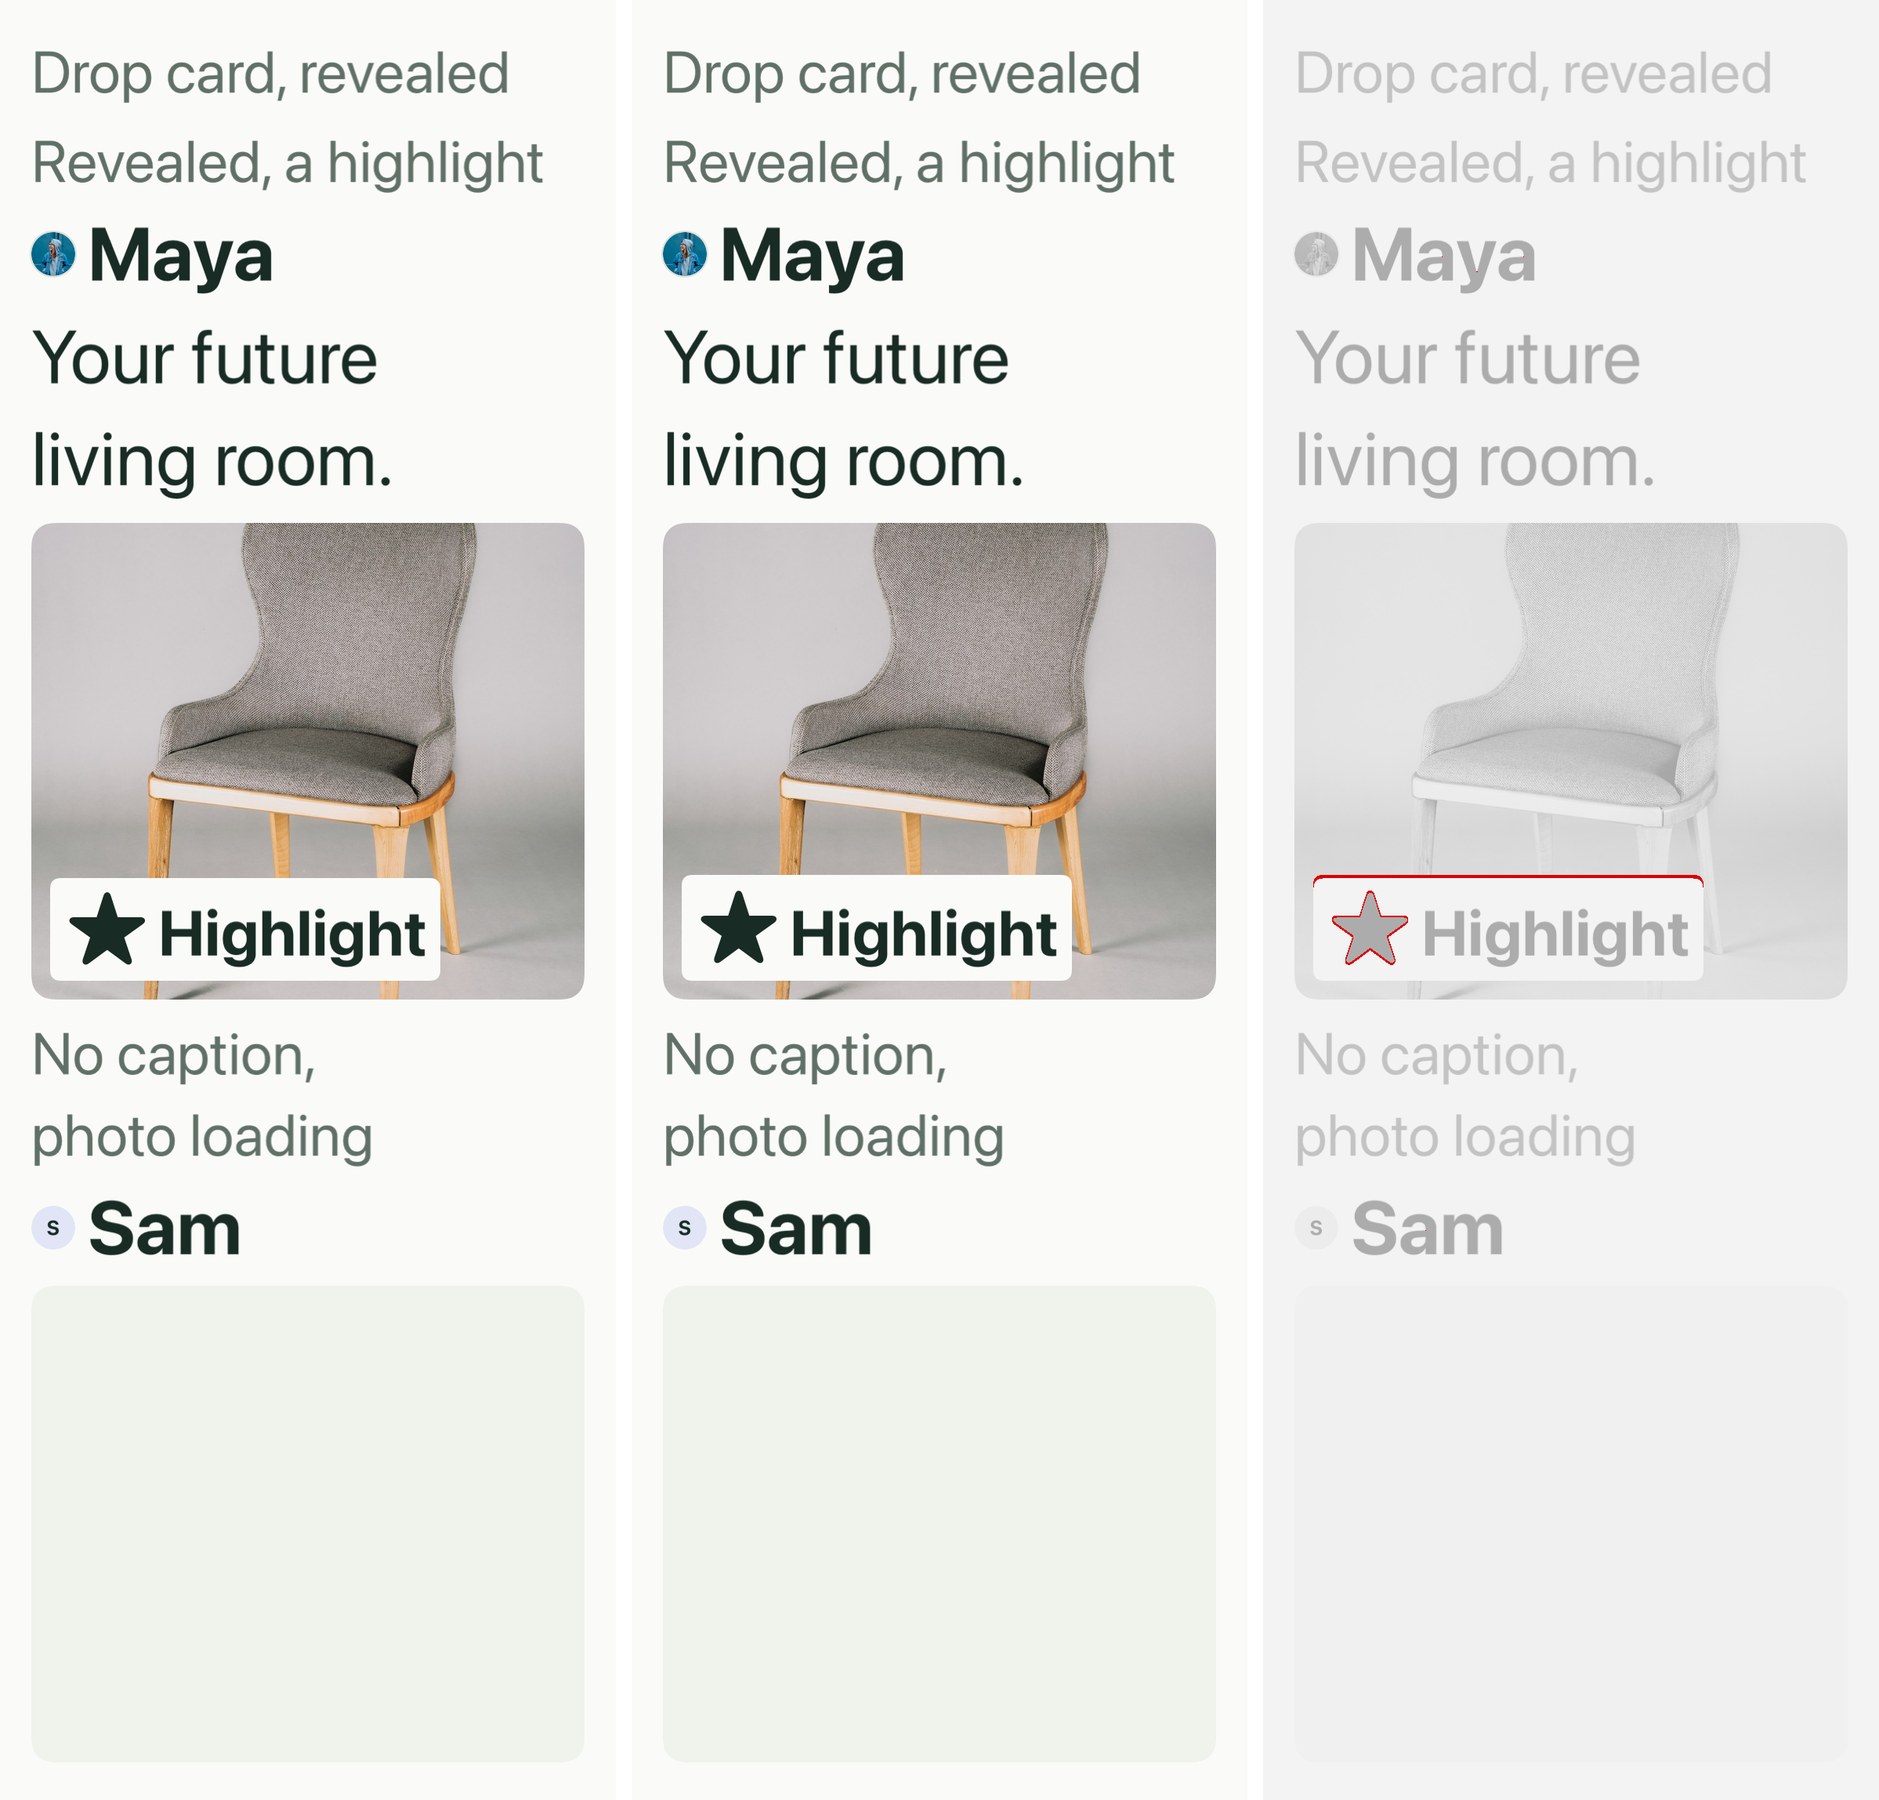 Drop card, revealed
Revealed, a highlight
Maya
Your future
living room.
Highlight
No caption,
photo loading
S
Sam
Drop card, revealed
Revealed, a highlight
Maya
Your future
living room.
Highlight
No caption,
photo loading
S
Sam
Drop card, revealed
Revealed, a highlight
Maya
Your future
living room.
Highlight
No caption,
photo loading
S
Sam